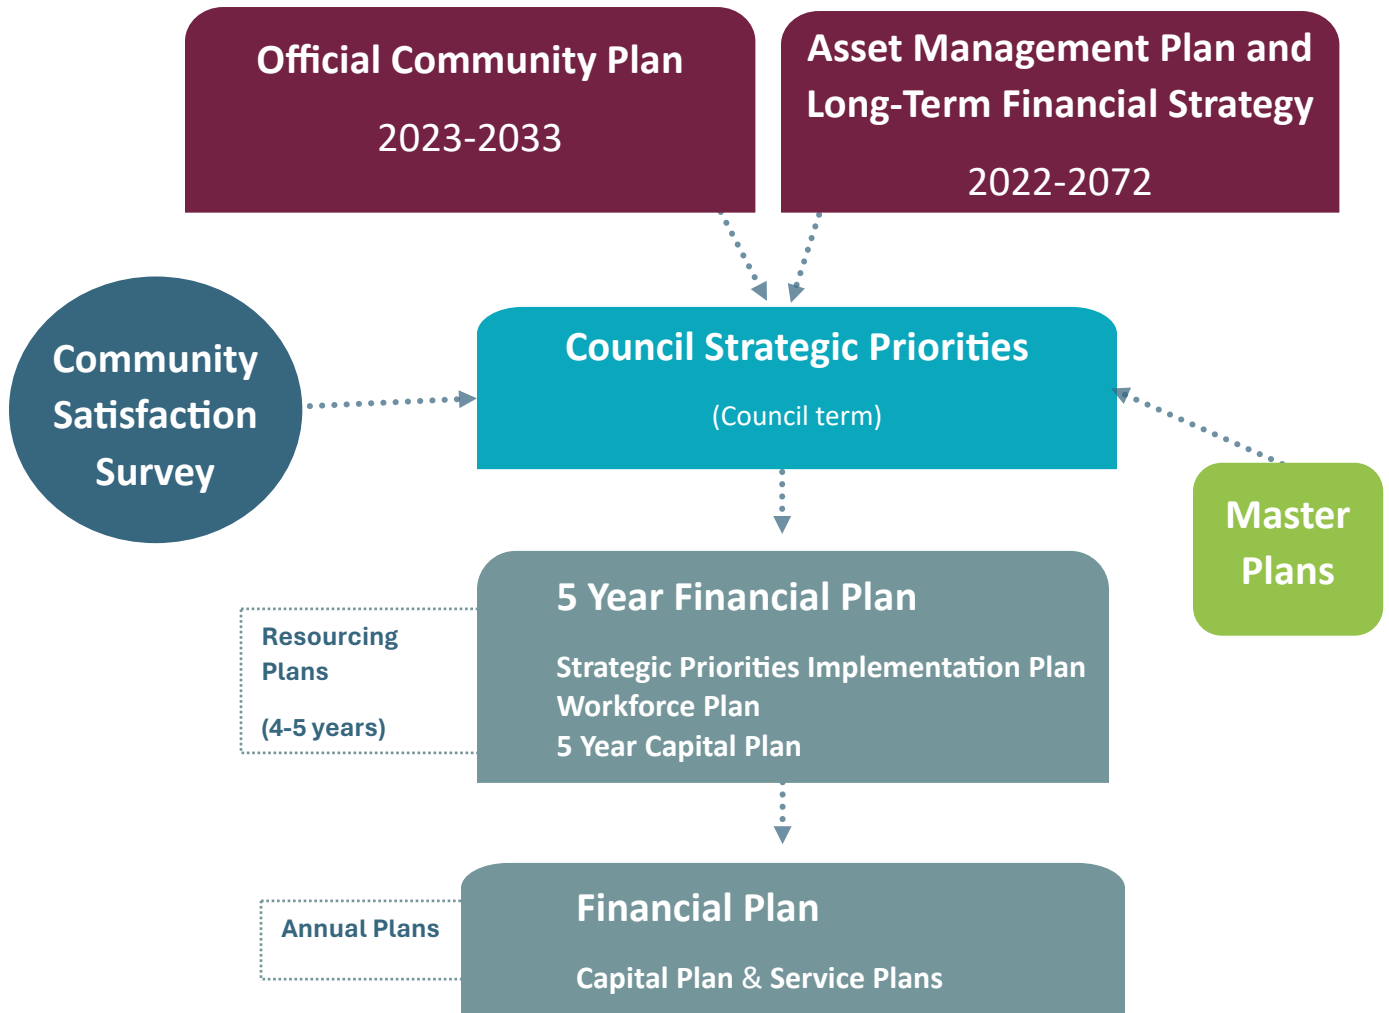 Official Community Plan
2023-2033
Asset Management Plan and
Long-Term Financial Strategy
2022-2072
Community
Satisfaction
Survey
Council Strategic Priorities
(Council term)
Master
Plans
Resourcing
Plans
(4-5 years)
5 Year Financial Plan
Strategic Priorities Implementation Plan
Workforce Plan
5 Year Capital Plan
Annual Plans
Financial Plan
Capital Plan & Service Plans